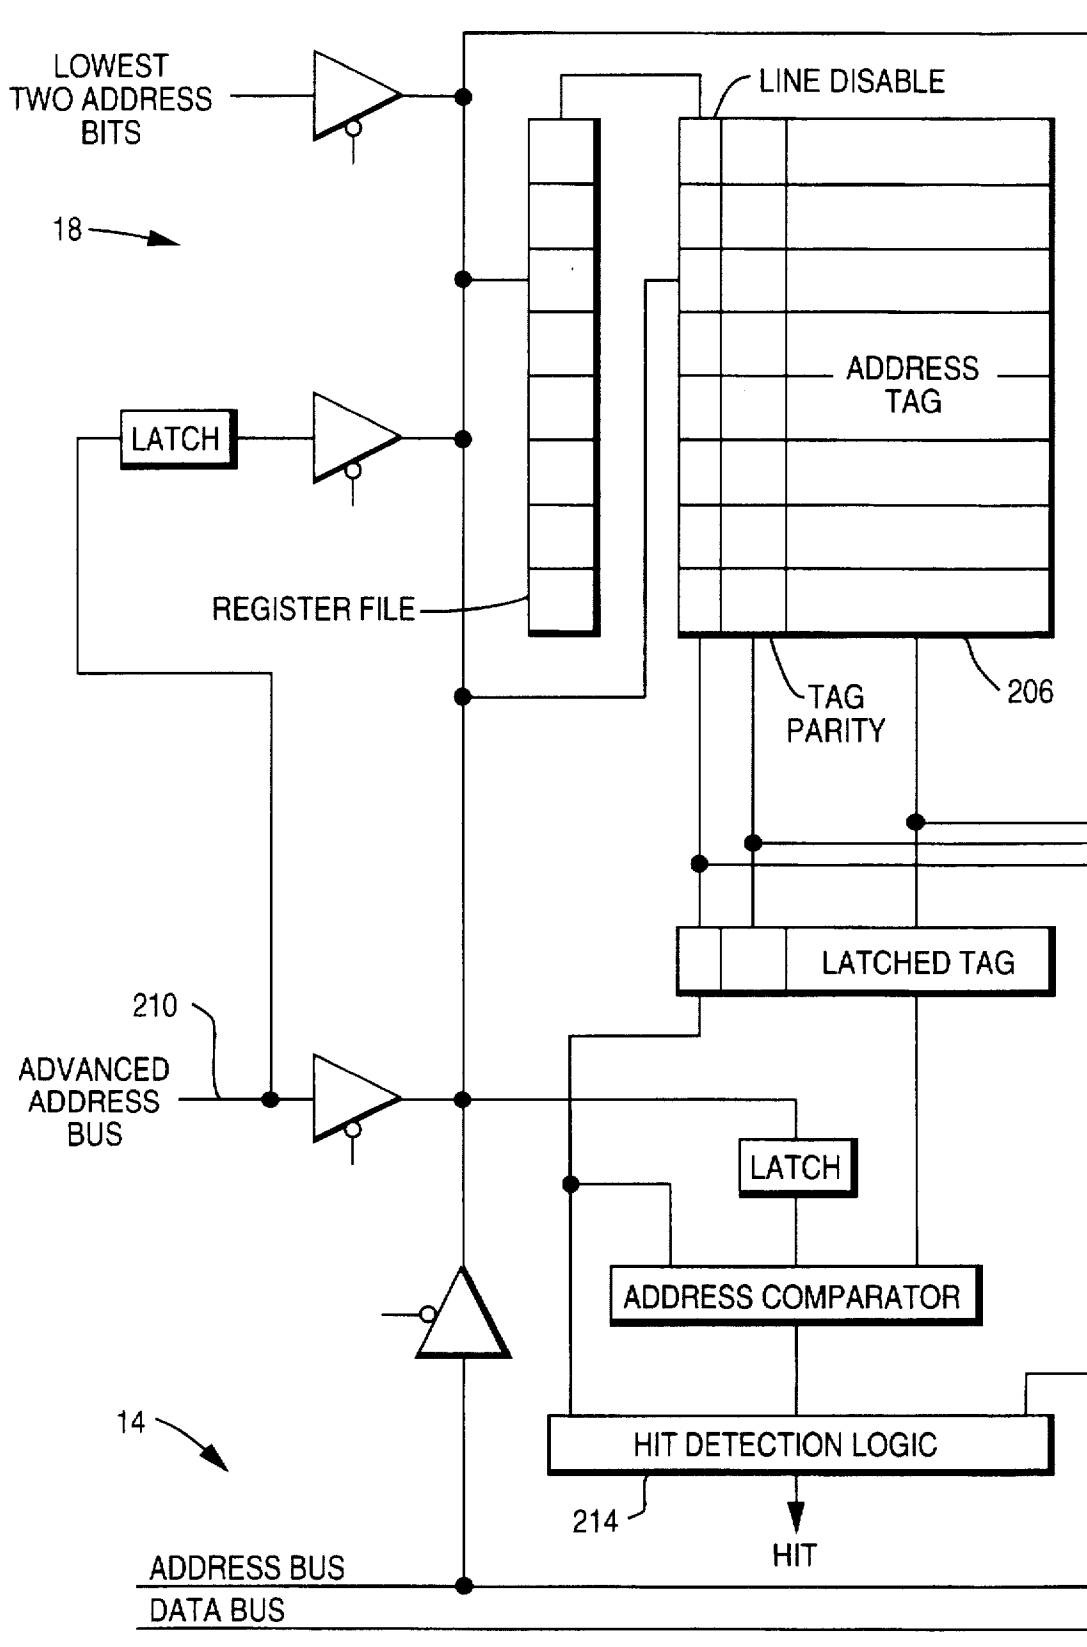 LOWEST
TWO ADDRESS
BITS
LINE DISABLE
18
ADDRESS
TAG
LATCH
REGISTER FILE
TAG
PARITY
206
LATCHED TAG
210
ADVANCED
ADDRESS
BUS
LATCH
ADDRESS COMPARATOR
14
HIT DETECTION LOGIC
214
HIT
ADDRESS BUS
DATA BUS